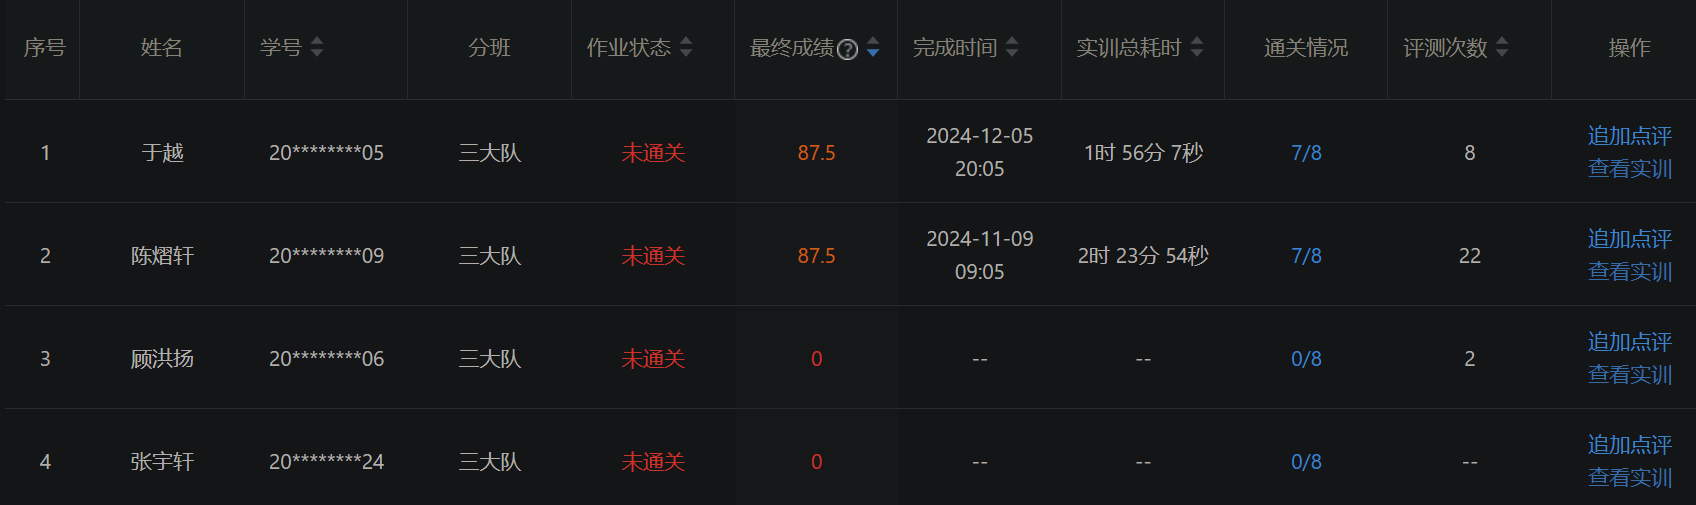 序号 姓名 学号 分班 作业状态 最终成绩? 完成时间 实训总耗时 通关情况 评测次数 操作
1 于越 20********05 三大队 未通关 87.5 2024-12-05 20:05 1时 56分 7秒 7/8 8 追加点评 查看实训
2 陈熠轩 20********09 三大队 未通关 87.5 2024-11-09 09:05 2时 23分 54秒 7/8 22 追加点评 查看实训
3 顾洪扬 20********06 三大队 未通关 0 -- -- 0/8 2 追加点评 查看实训
4 张宇轩 20********24 三大队 未通关 0 -- -- 0/8 -- 追加点评 查看实训